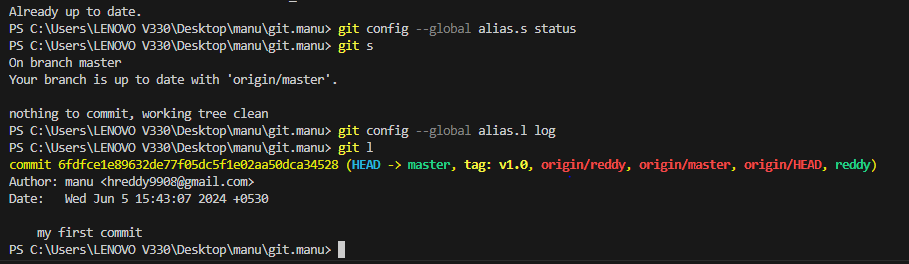 Already up to date.
PS C:\Users\LENOVO V330\Desktop\manu\git.manu> git config --global alias.s status
PS C:\Users\LENOVO V330\Desktop\manu\git.manu> git s
On branch master
Your branch is up to date with 'origin/master'.
nothing to commit, working tree clean
PS C:\Users\LENOVO V330\Desktop\manu\git.manu> git config --global alias.l log
PS C:\Users\LENOVO V330\Desktop\manu\git.manu> git l
commit 6fdfce1e89632de77f05dc5f1e02aa50dca34528 (HEAD -> master, tag: v1.0, origin/reddy, origin/master, origin/HEAD, reddy)
Author: manu <hreddy9908@gmail.com>
Date:   Wed Jun 5 15:43:07 2024 +0530
my first commit
PS C:\Users\LENOVO V330\Desktop\manu\git.manu>